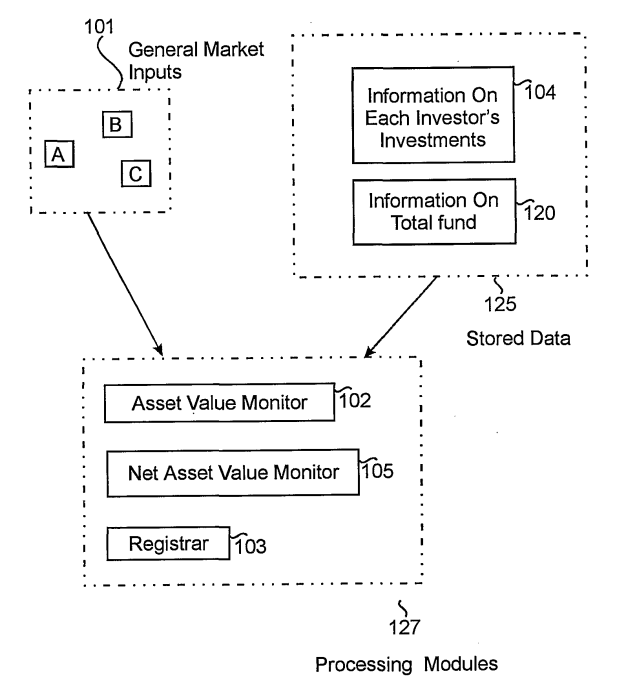 101
General Market
Inputs
A
B
C
Information On
Each Investor's
Investments
104
Information On
Total fund
120
125
Stored Data
Asset Value Monitor
102
Net Asset Value Monitor
105
Registrar
103
127
Processing Modules